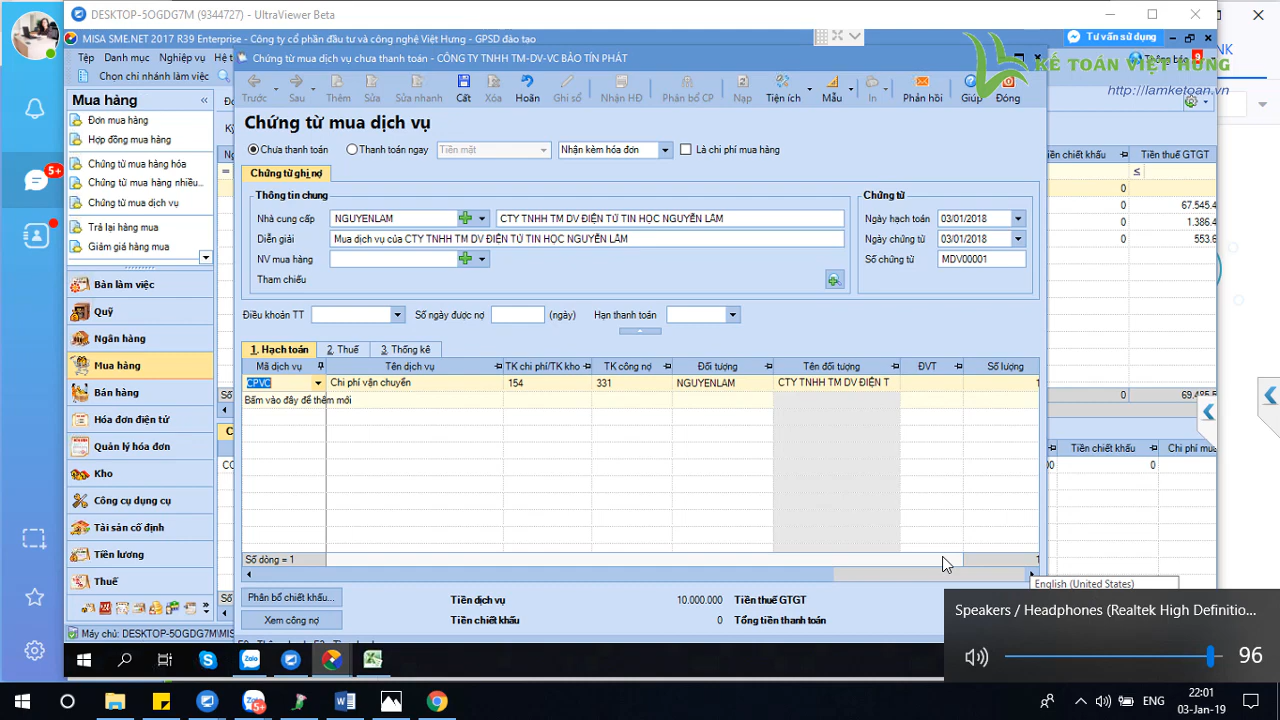 DESKTOP-5OGDG7M (9344727) - UltraViewer Beta
MISA SME.NET 2017 R39 Enterprise - Công ty cổ phần đầu tư và công nghệ Việt Hưng - GPSD đào tạo
Tư vấn sử dụng
Tệp Danh mục Nghiệp vụ
Chứng từ mua dịch vụ chưa thanh toán - CÔNG TY TNHH TM-DV-VC BẢO TÍN PHÁT
KẾ TOÁN VIỆT HƯNG
http://lamketoan.vn
Chọn chi nhánh làm việc
Trước Sau Thêm Sửa Sửa nhanh Cất Xóa Hoãn Ghi sổ Nhận HĐ Phân bổ CP Nạp Tiện ích Mẫu In Phản hồi Giúp Đóng
Mua hàng
Đơn mua hàng
Hợp đồng mua hàng
Chứng từ mua hàng hóa
Chứng từ mua hàng nhiều...
Chứng từ mua dịch vụ
Trả lại hàng mua
Giảm giá hàng mua
Bàn làm việc
Quỹ
Ngân hàng
Mua hàng
Bán hàng
Hóa đơn điện tử
Quản lý hóa đơn
Kho
Công cụ dụng cụ
Tài sản cố định
Tiền lương
Thuế
Chứng từ mua dịch vụ
Chưa thanh toán Thanh toán ngay Tiền mặt Nhận kèm hóa đơn Là chi phí mua hàng
Chứng từ ghi nợ
Thông tin chung
Nhà cung cấp NGUYENLAM CTY TNHH TM DV ĐIỆN TỬ TIN HỌC NGUYỄN LÂM
Diễn giải Mua dịch vụ của CTY TNHH TM DV ĐIỆN TỬ TIN HỌC NGUYỄN LÂM
NV mua hàng
Tham chiếu
Chứng từ
Ngày hạch toán 03/01/2018
Ngày chứng từ 03/01/2018
Số chứng từ MDV00001
Điều khoản TT Số ngày được nợ (ngày) Hạn thanh toán
1. Hạch toán 2. Thuế 3. Thống kê
Mã dịch vụ Tên dịch vụ TK chi phí/TK kho TK công nợ Đối tượng Tên đối tượng ĐVT Số lượng
CPVC Chi phí vận chuyển 154 331 NGUYENLAM CTY TNHH TM DV ĐIỆN T 1
Bấm vào đây để thêm mới
Số dòng = 1 1
Phân bổ chiết khấu... Tiền dịch vụ 10.000.000 Tiền thuế GTGT
Xem công nợ Tiền chiết khấu 0 Tổng tiền thanh toán
Tiền chiết khấu Tiền thuế GTGT
≤
0
0 67.545.4
0 1.386.4
0 553.6
0 69.485.5
Tiền chiết khấu Chi phí mu
0
Máy chủ: DESKTOP-5OGDG7M\MIS
English (United States)
Speakers / Headphones (Realtek High Definitio...
96
5+
9
ENG
22:01
03-Jan-19